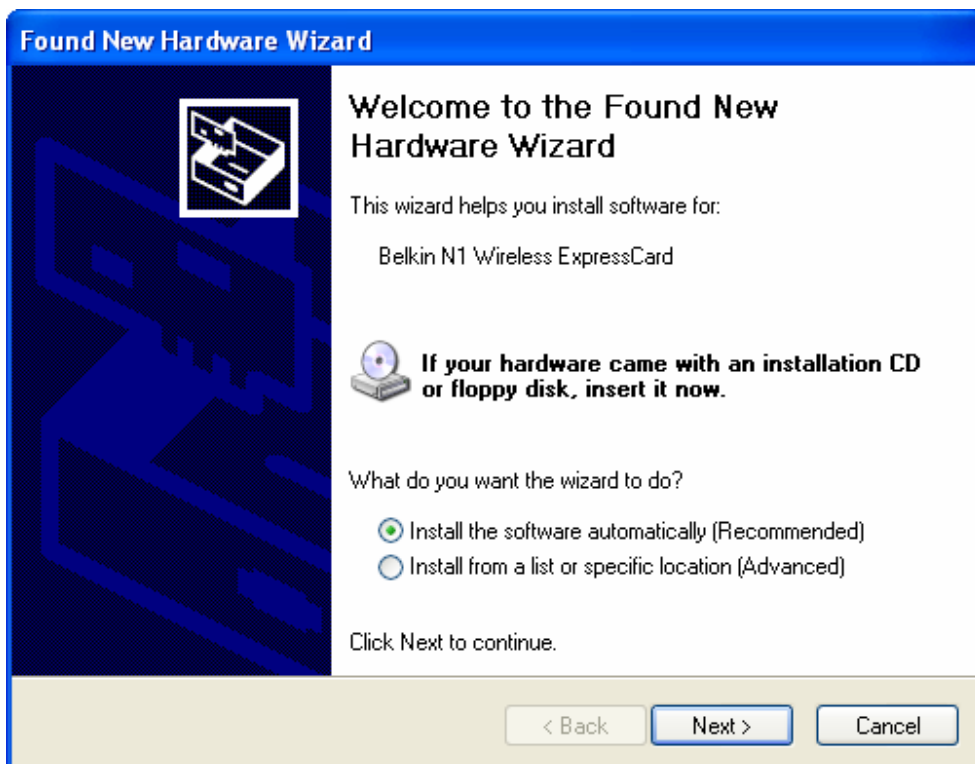 Found New Hardware Wizard
Welcome to the Found New
Hardware Wizard
This wizard helps you install software for:
Belkin N1 Wireless ExpressCard
If your hardware came with an installation CD
or floppy disk, insert it now.
What do you want the wizard to do?
Install the software automatically (Recommended)
Install from a list or specific location (Advanced)
Click Next to continue.
< Back
Next >
Cancel